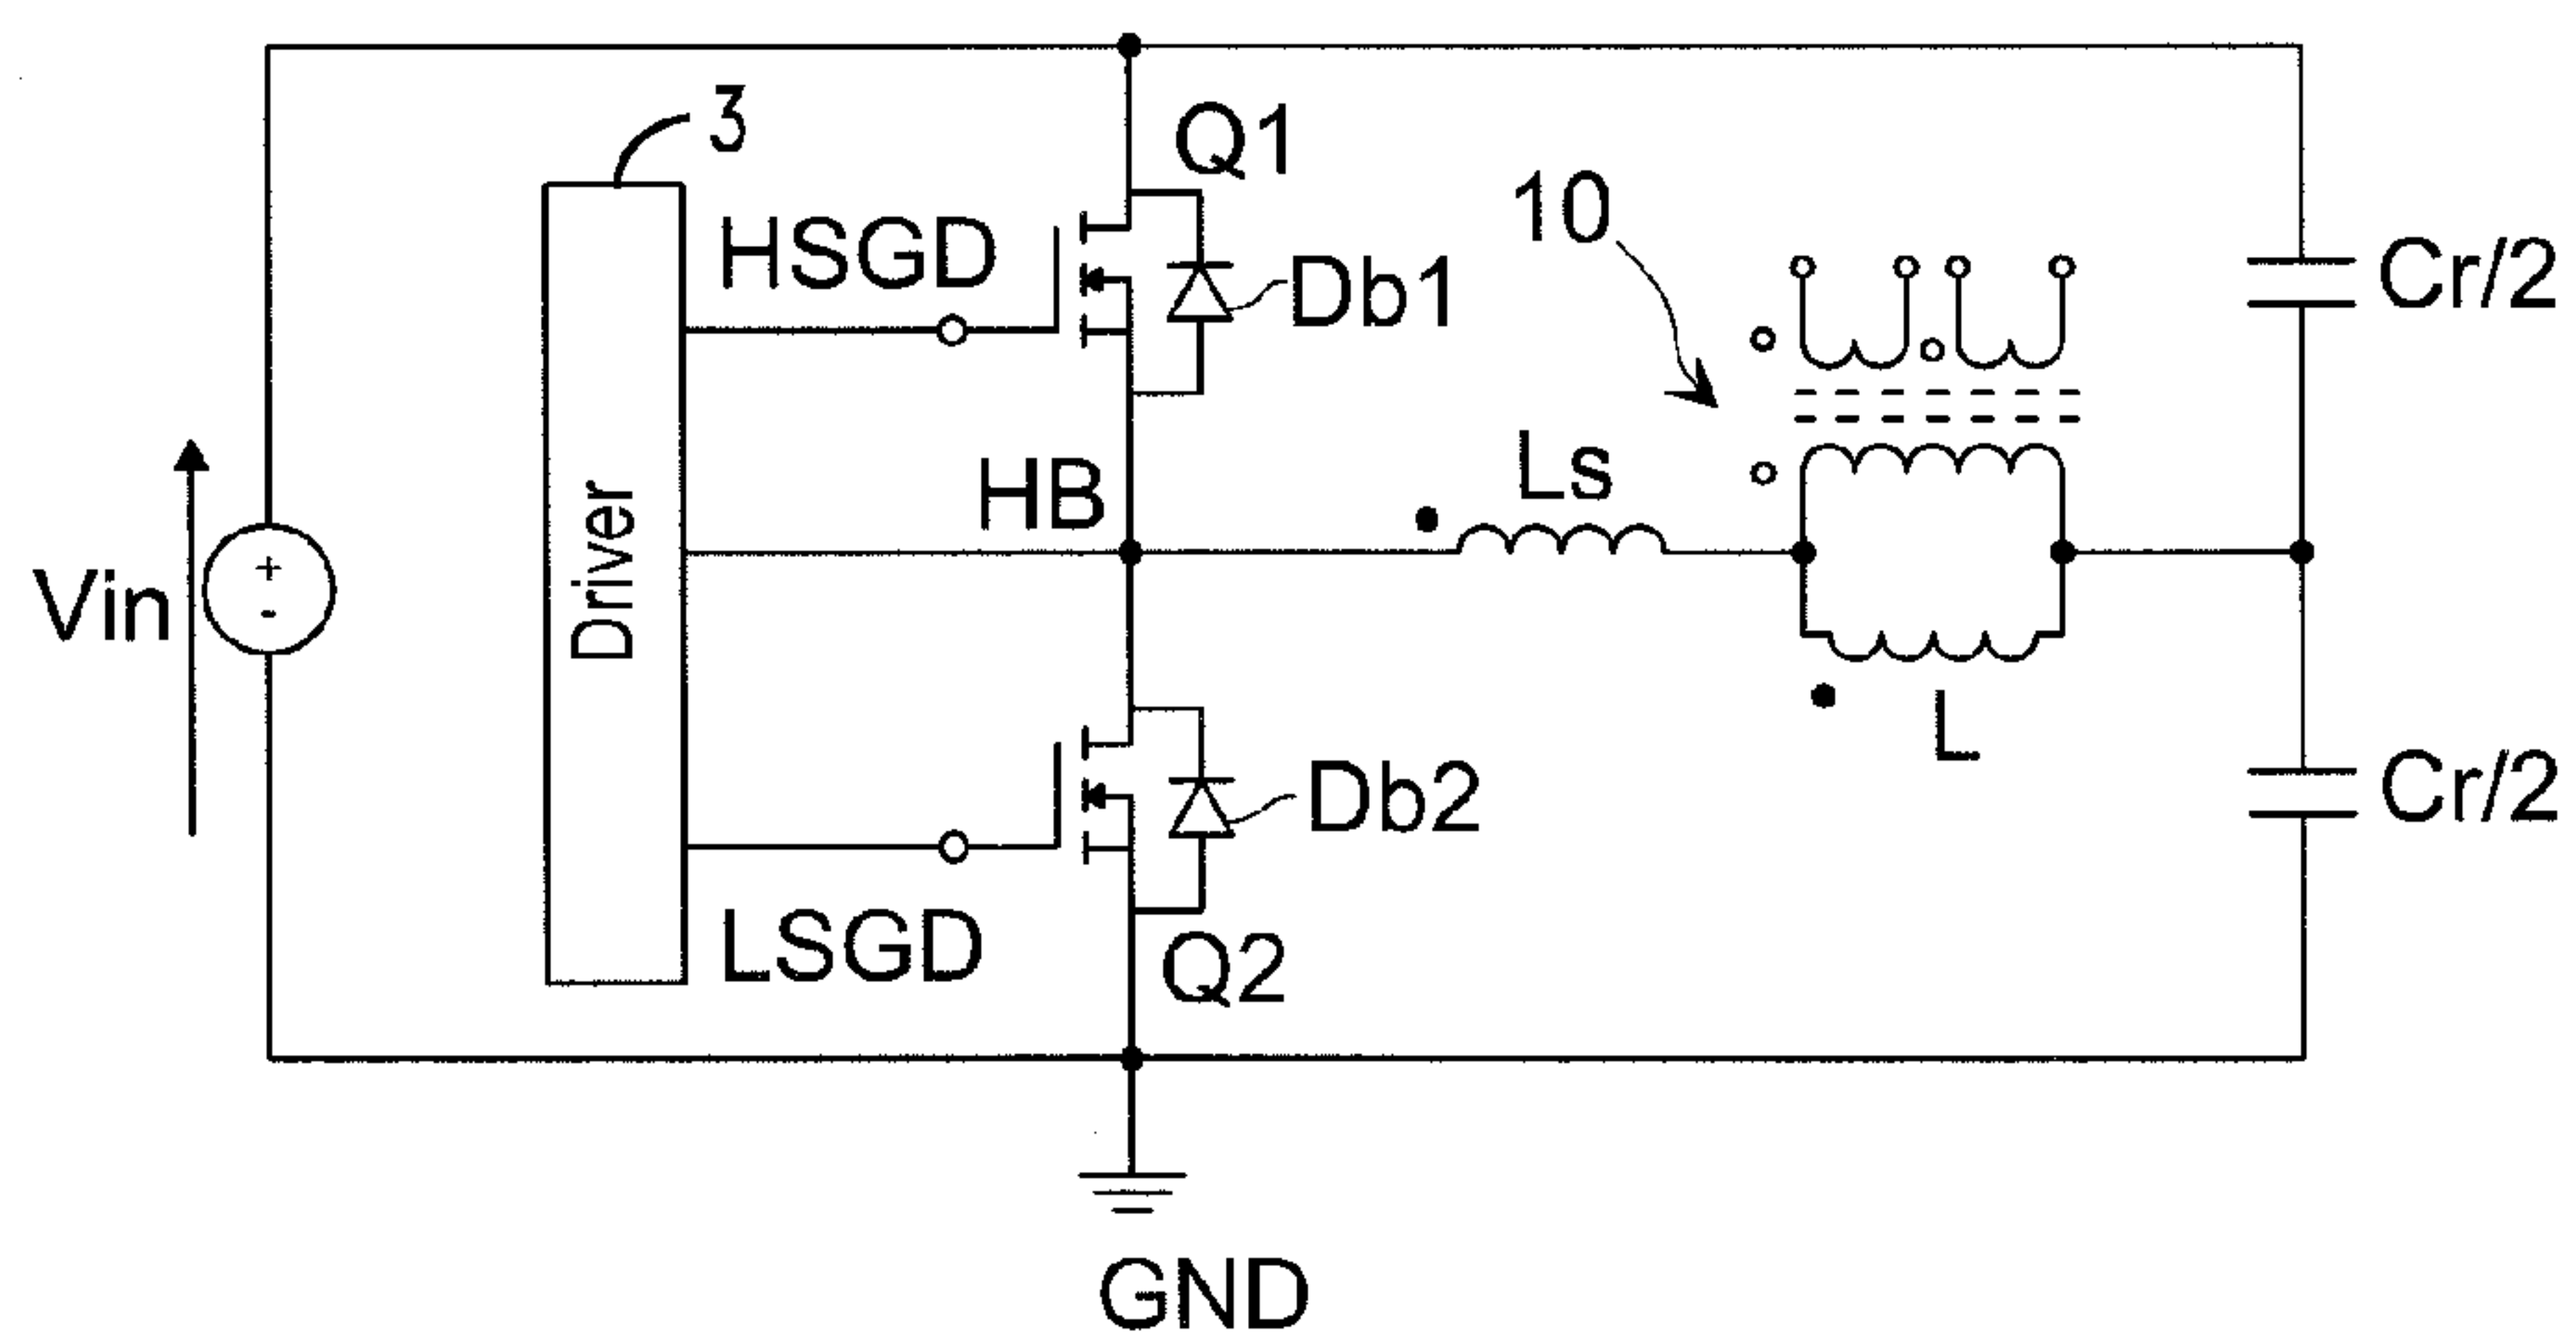 3
Q1
HSGD
10
Db1
Cr/2
HB
Ls
Vin
+
-
Driver
L
Db2
Cr/2
LSGD
Q2
GND